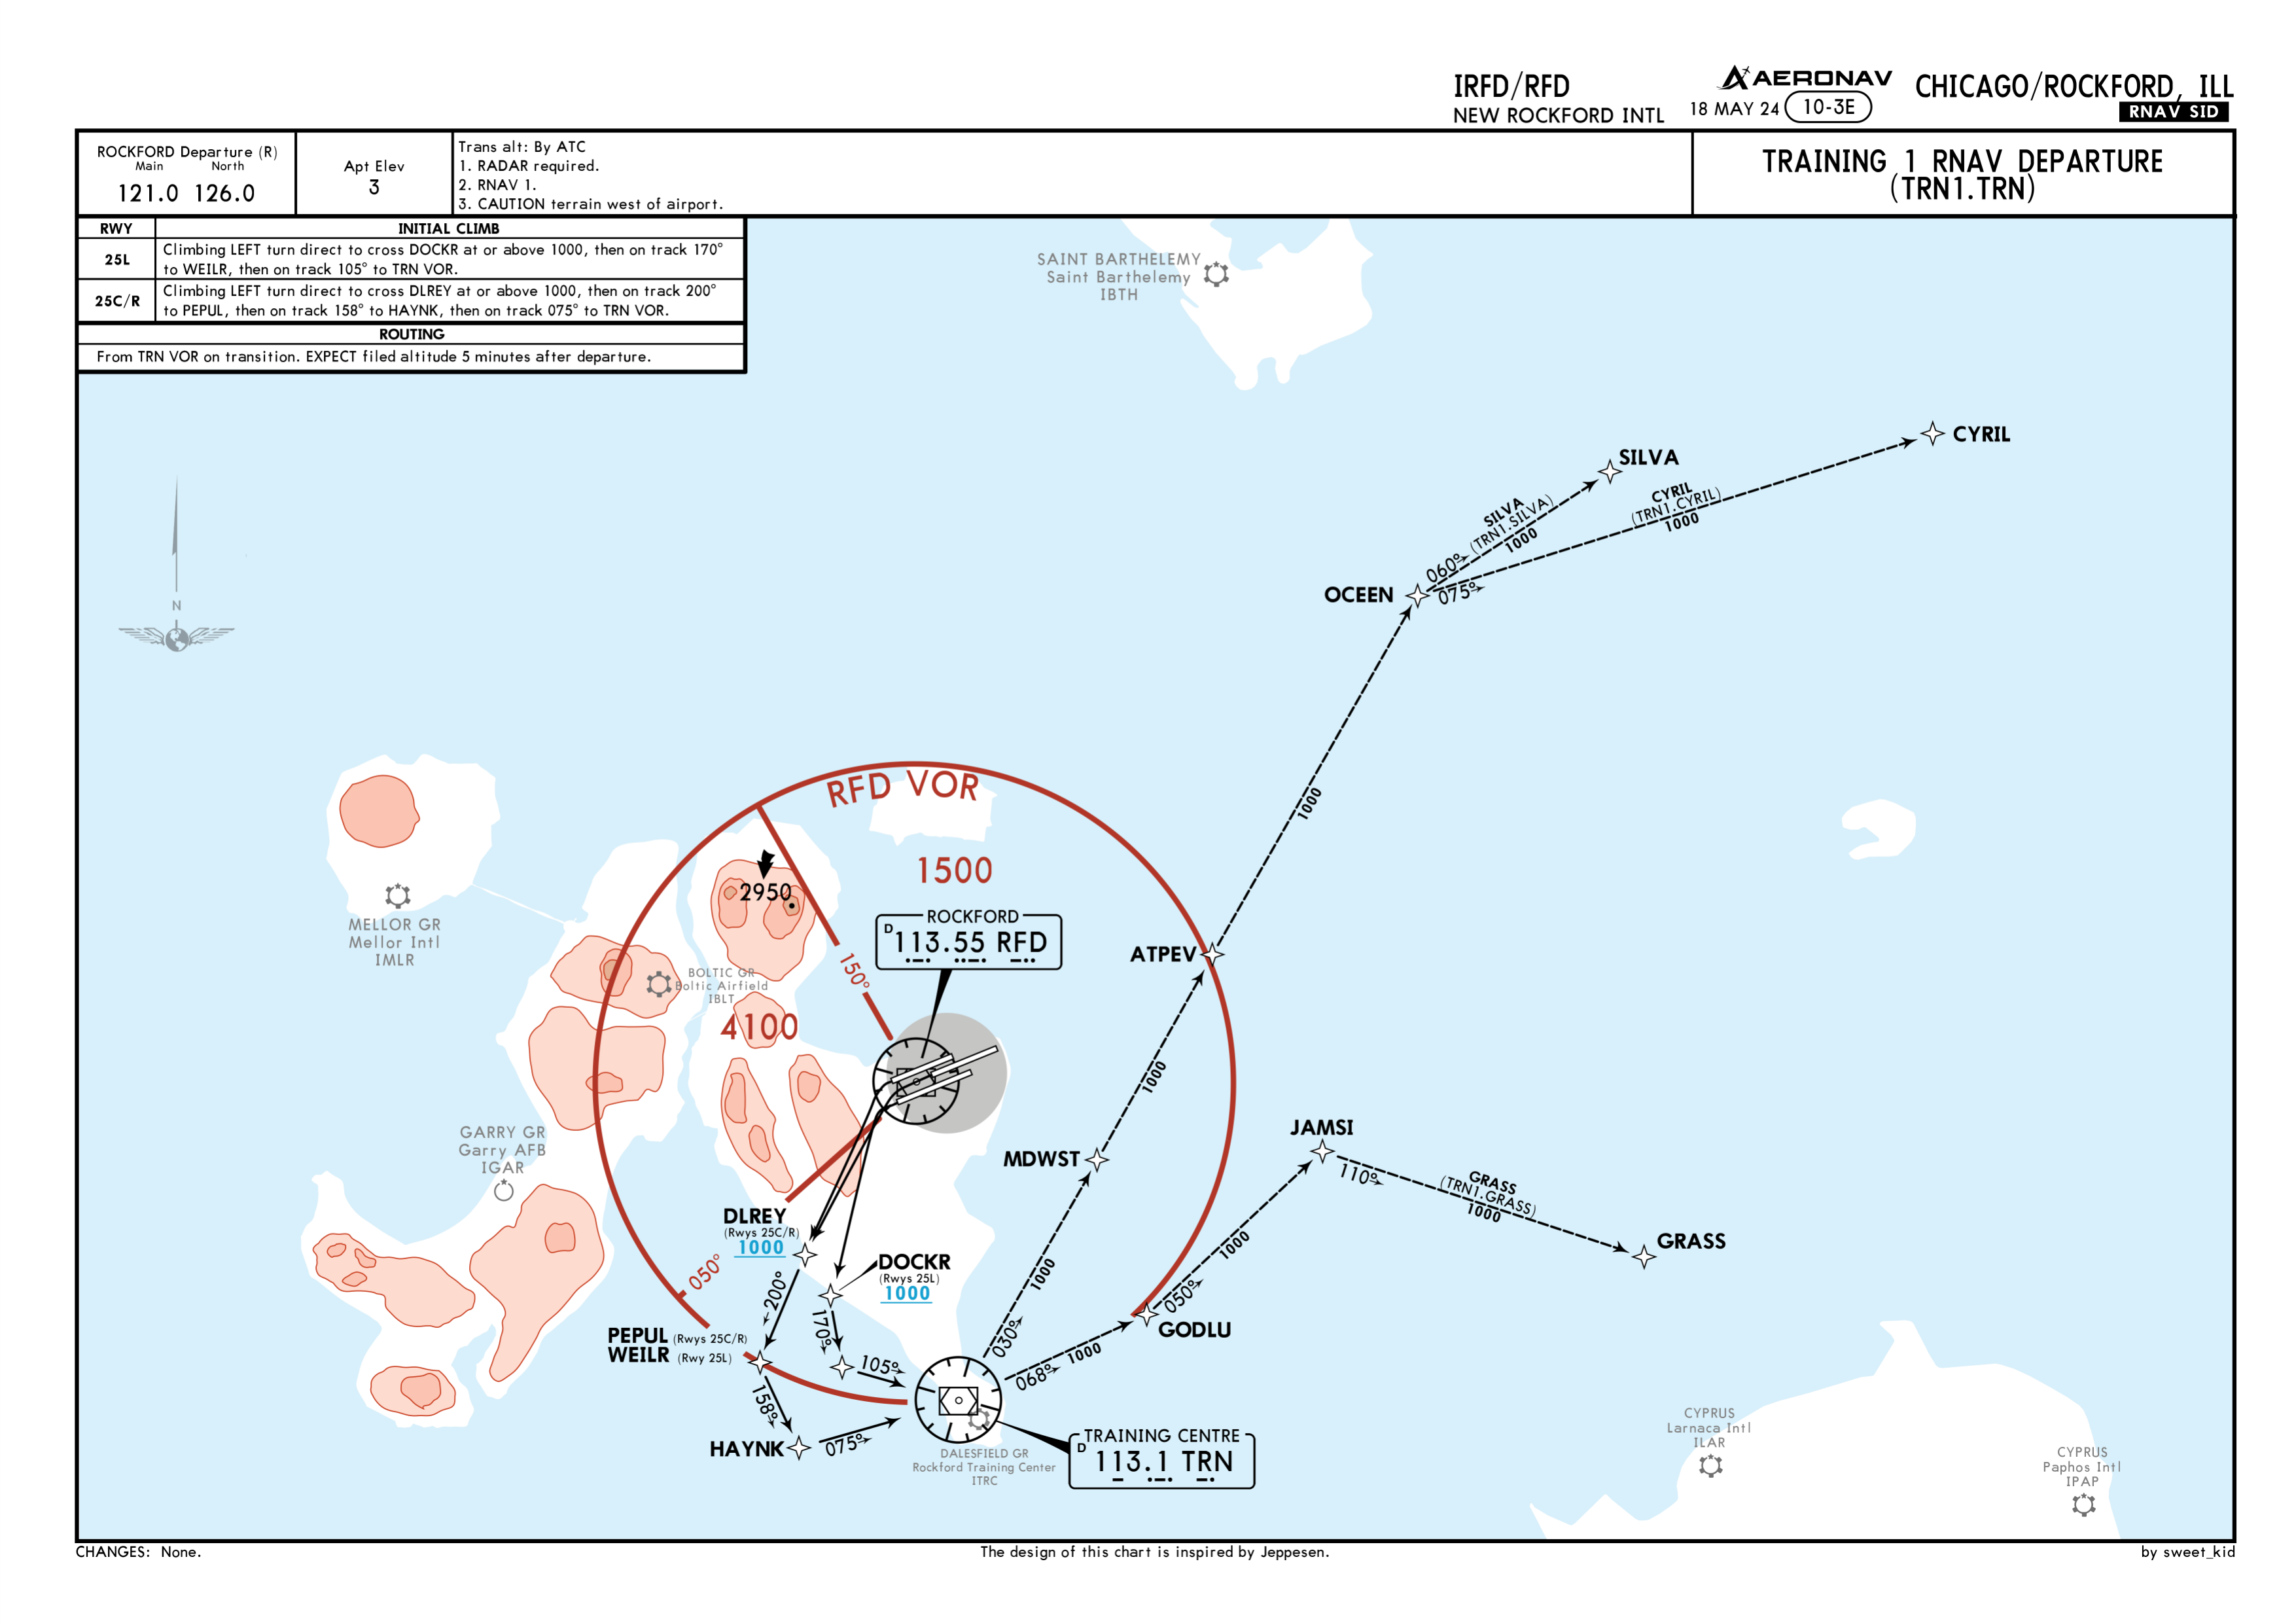 IRFD/RFD
NEW ROCKFORD INTL
AERONAV
18 MAY 24
10-3E
CHICAGO/ROCKFORD, ILL
RNAV SID
ROCKFORD Departure (R)
Main North
121.0 126.0
Apt Elev
3
Trans alt: By ATC
1. RADAR required.
2. RNAV 1.
3. CAUTION terrain west of airport.
TRAINING 1 RNAV DEPARTURE
(TRN1.TRN)
RWY
INITIAL CLIMB
25L
Climbing LEFT turn direct to cross DOCKR at or above 1000, then on track 170°
to WEILR, then on track 105° to TRN VOR.
25C/R
Climbing LEFT turn direct to cross DLREY at or above 1000, then on track 200°
to PEPUL, then on track 158° to HAYNK, then on track 075° to TRN VOR.
ROUTING
From TRN VOR on transition. EXPECT filed altitude 5 minutes after departure.
SAINT BARTHELEMY
Saint Barthelemy
IBTH
CYRIL
SILVA
SILVA
(TRN1.SILVA)
1000
CYRIL
(TRN1.CYRIL)
1000
060°
075°
OCEEN
N
1000
RFD VOR
1500
2950
ROCKFORD
D
113.55 RFD
150°
MELLOR GR
Mellor Intl
IMLR
BOLTIC GR
Boltic Airfield
IBLT
4100
ATPEV
1000
GARRY GR
Garry AFB
IGAR
MDWST
JAMSI
110°
GRASS
(TRN1.GRASS)
1000
GRASS
DLREY
(Rwys 25C/R)
1000
DOCKR
(Rwys 25L)
1000
050°
200°
170°
1000
1000
050°
GODLU
PEPUL (Rwys 25C/R)
WEILR (Rwy 25L)
105°
030°
068°
1000
158°
HAYNK
075°
TRAINING CENTRE
D
113.1 TRN
DALESFIELD GR
Rockford Training Center
ITRC
CYPRUS
Larnaca Intl
ILAR
CYPRUS
Paphos Intl
IPAP
CHANGES: None.
The design of this chart is inspired by Jeppesen.
by sweet_kid